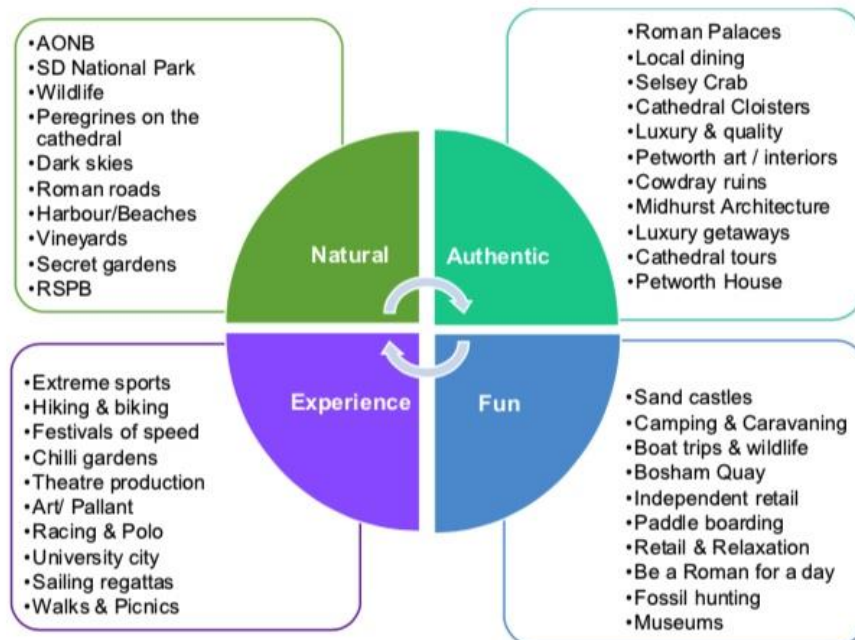 •AONB
•SD National Park
•Wildlife
•Peregrines on the
cathedral
•Dark skies
•Roman roads
•Harbour/Beaches
•Vineyards
•Secret gardens
•RSPB
•Roman Palaces
•Local dining
•Selsey Crab
•Cathedral Cloisters
•Luxury & quality
•Petworth art / interiors
•Cowdray ruins
•Midhurst Architecture
•Luxury getaways
•Cathedral tours
•Petworth House
Natural
Authentic
Experience
Fun
•Extreme sports
•Hiking & biking
•Festivals of speed
•Chilli gardens
•Theatre production
•Art/ Pallant
•Racing & Polo
•University city
•Sailing regattas
•Walks & Picnics
•Sand castles
•Camping & Caravaning
•Boat trips & wildlife
•Bosham Quay
•Independent retail
•Paddle boarding
•Retail & Relaxation
•Be a Roman for a day
•Fossil hunting
•Museums